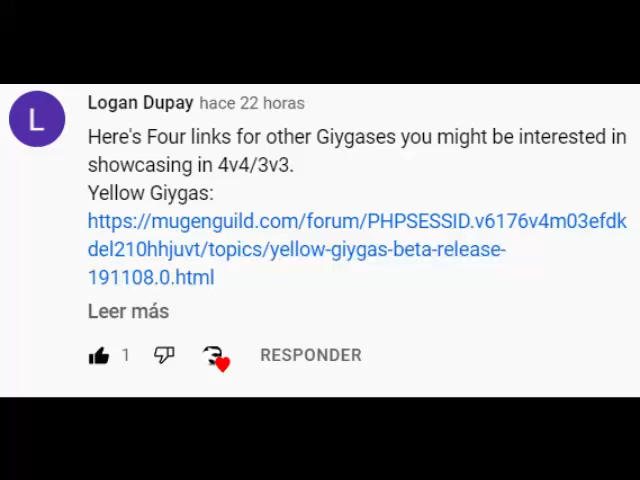 L
Logan Dupay hace 22 horas
Here's Four links for other Giygases you might be interested in
showcasing in 4v4/3v3.
Yellow Giygas:
https://mugenguild.com/forum/PHPSESSID.v6176v4m03efdk
del210hhjuvt/topics/yellow-giygas-beta-release-
191108.0.html
Leer más
1 RESPONDER